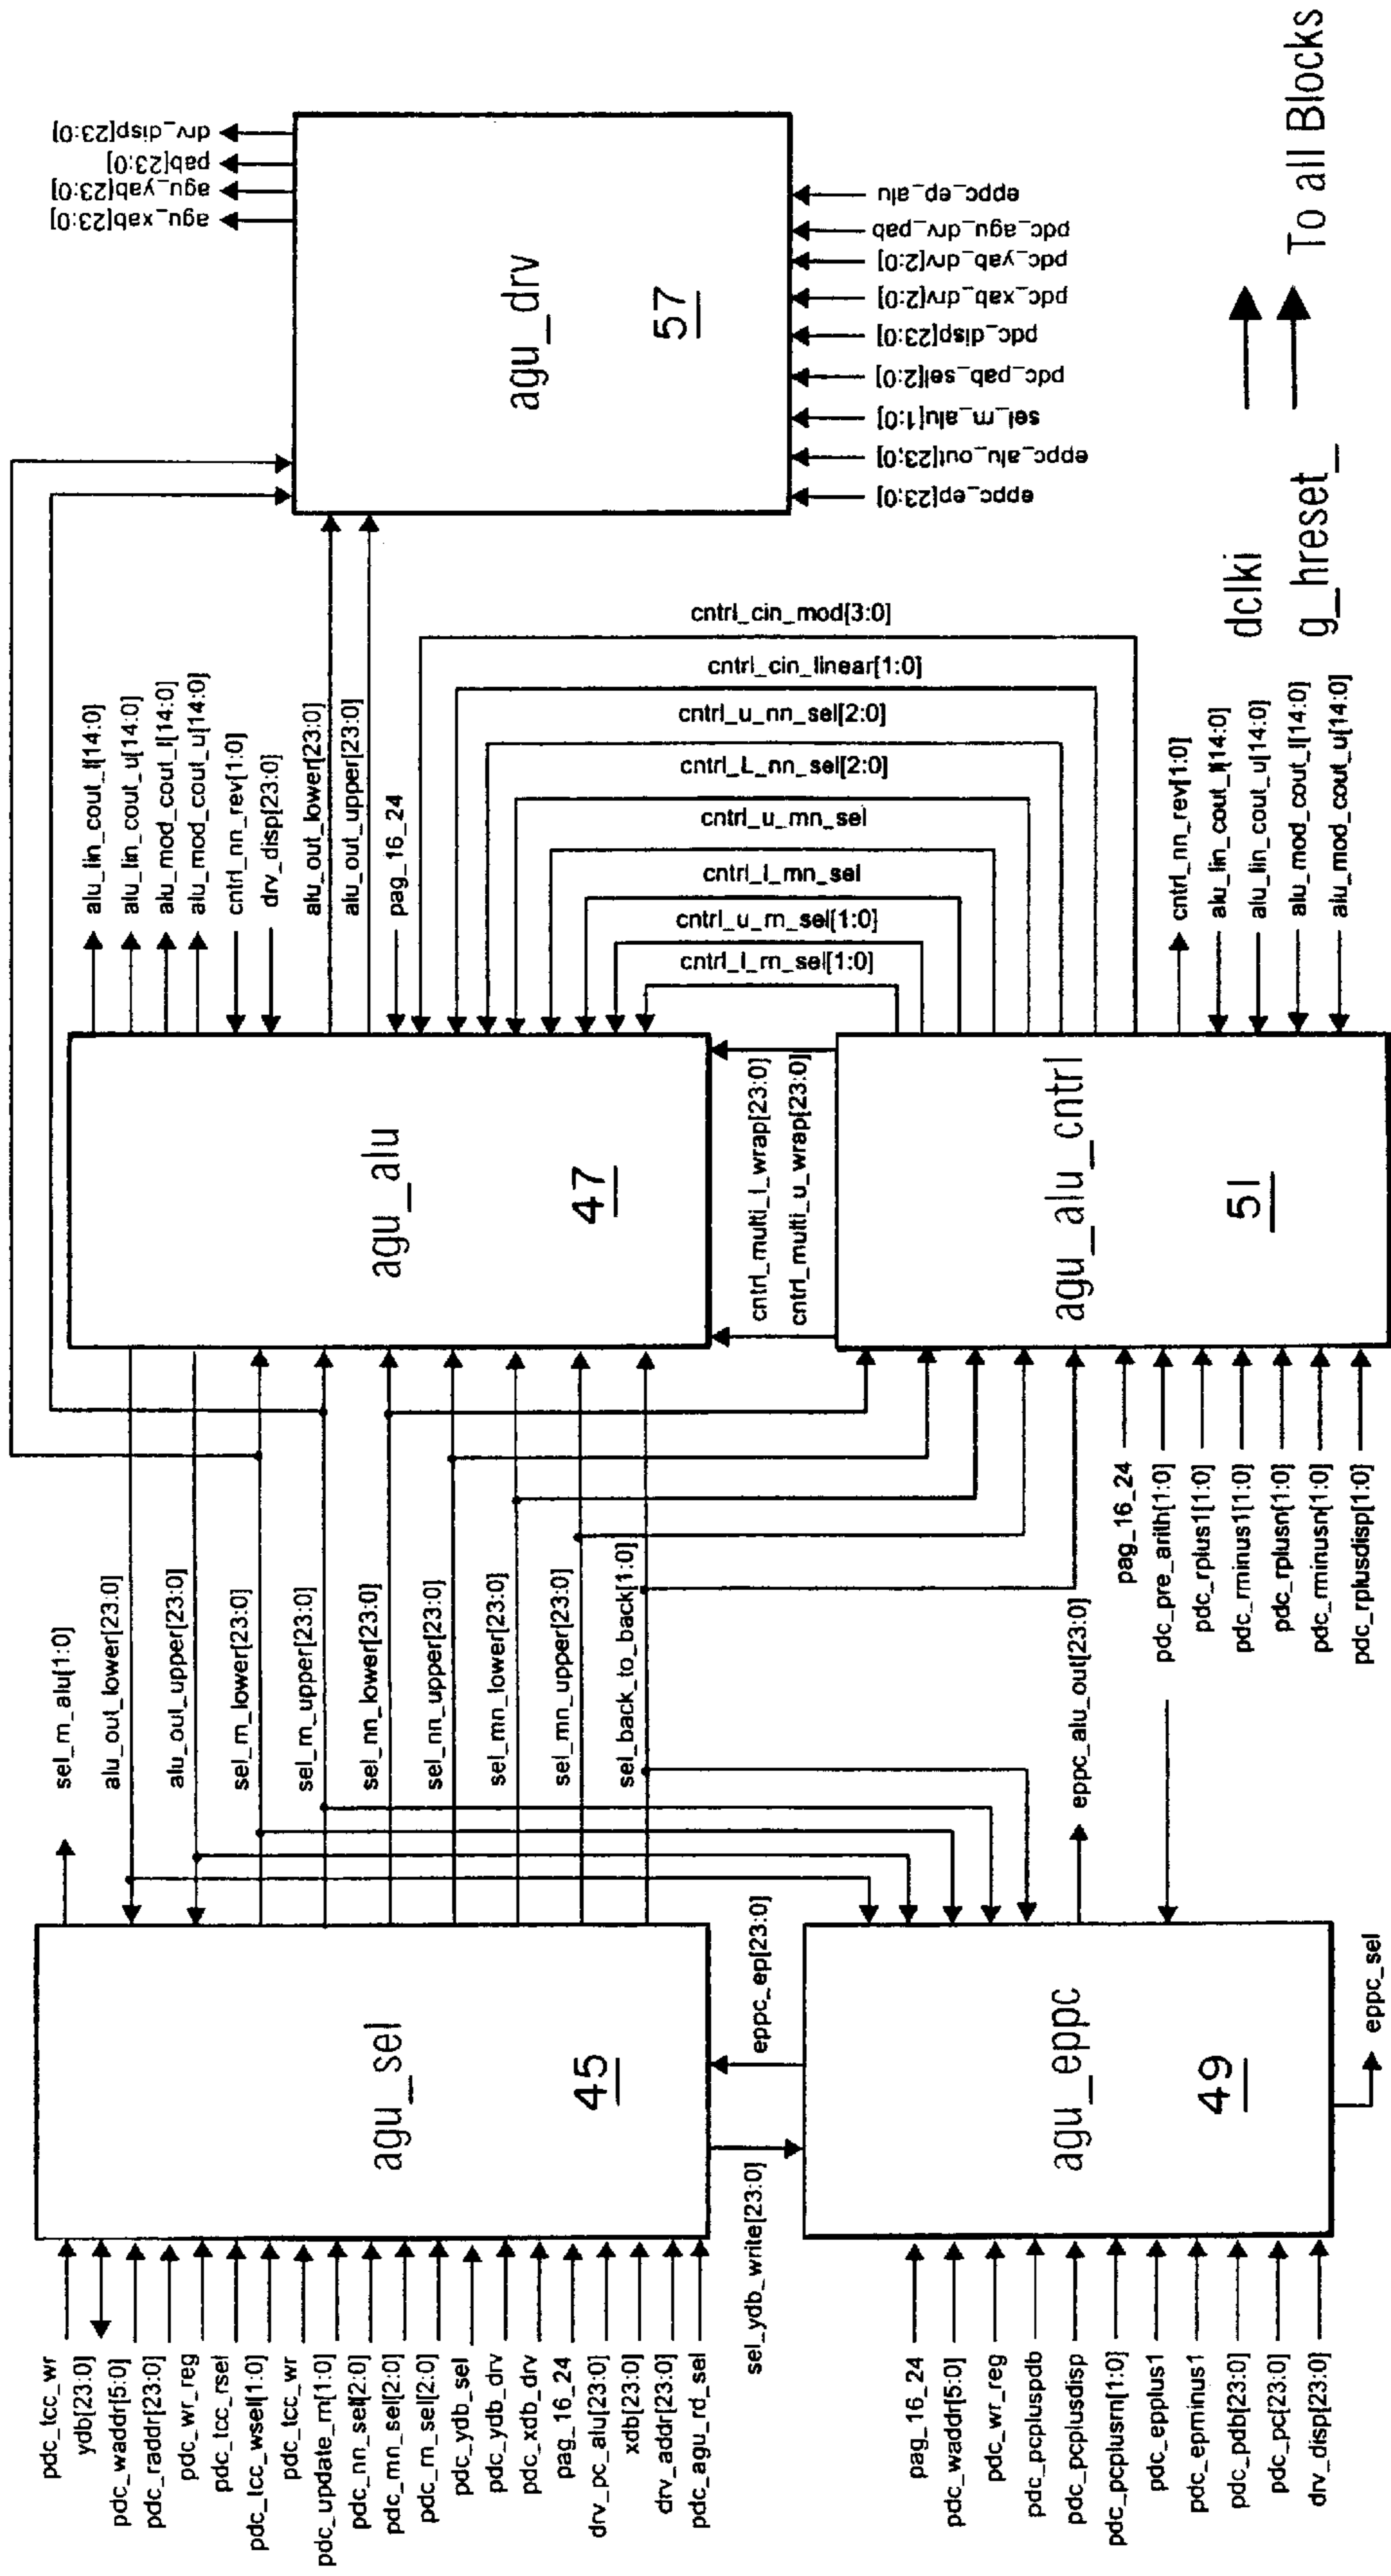 pdc_tcc_wr
ydb[23:0]
pdc_waddr[5:0]
pdc_raddr[23:0]
pdc_wr_reg
pdc_tcc_rsel
pdc_tcc_wsel[1:0]
pdc_tcc_wr
pdc_update_rn[1:0]
pdc_nn_sel[2:0]
pdc_mn_sel[2:0]
pdc_rn_sel[2:0]
pdc_ydb_sel
pdc_ydb_drv
pdc_xdb_drv
pag_16_24
drv_pc_alu[23:0]
xdb[23:0]
drv_addr[23:0]
pdc_agu_rd_sel
agu_sel
45
sel_ydb_write[23:0]
eppc_ep[23:0]
pag_16_24
pdc_waddr[5:0]
pdc_wr_reg
pdc_pcpluspdb
pdc_pcplusdisp
pdc_pcplusrn[1:0]
pdc_epplus1
pdc_epminus1
pdc_pdb[23:0]
pdc_pc[23:0]
drv_disp[23:0]
agu_eppc
49
eppc_sel
sel_rn_alu[1:0]
alu_out_lower[23:0]
alu_out_upper[23:0]
sel_rn_lower[23:0]
sel_rn_upper[23:0]
sel_nn_lower[23:0]
sel_nn_upper[23:0]
sel_mn_lower[23:0]
sel_mn_upper[23:0]
sel_back_to_back[1:0]
eppc_alu_out[23:0]
pag_16_24
pdc_pre_arith[1:0]
pdc_rplus1[1:0]
pdc_rminus1[1:0]
pdc_rplusn[1:0]
pdc_rminusn[1:0]
pdc_rplusdisp[1:0]
agu_alu
47
cntrl_multi_l_wrap[23:0]
cntrl_multi_u_wrap[23:0]
agu_alu_cntrl
51
alu_lin_cout_l[14:0]
alu_lin_cout_u[14:0]
alu_mod_cout_l[14:0]
alu_mod_cout_u[14:0]
cntrl_nn_rev[1:0]
drv_disp[23:0]
alu_out_lower[23:0]
alu_out_upper[23:0]
pag_16_24
cntrl_cin_mod[3:0]
cntrl_cin_linear[1:0]
cntrl_u_nn_sel[2:0]
cntrl_L_nn_sel[2:0]
cntrl_u_mn_sel
cntrl_l_mn_sel
cntrl_u_rn_sel[1:0]
cntrl_l_rn_sel[1:0]
cntrl_nn_rev[1:0]
alu_lin_cout_l[14:0]
alu_lin_cout_u[14:0]
alu_mod_cout_l[14:0]
alu_mod_cout_u[14:0]
agu_drv
57
agu_xab[23:0]
agu_yab[23:0]
pab[23:0]
drv_disp[23:0]
eppc_ep[23:0]
eppc_alu_out[23;0]
sel_rn_alu[1:0]
pdc_pab_sel[2:0]
pdc_disp[23:0]
pdc_xab_drv[2:0]
pdc_yab_drv[2:0]
pdc_agu_drv_pab
eppc_ep_alu
dclki
g_hreset_
To all Blocks